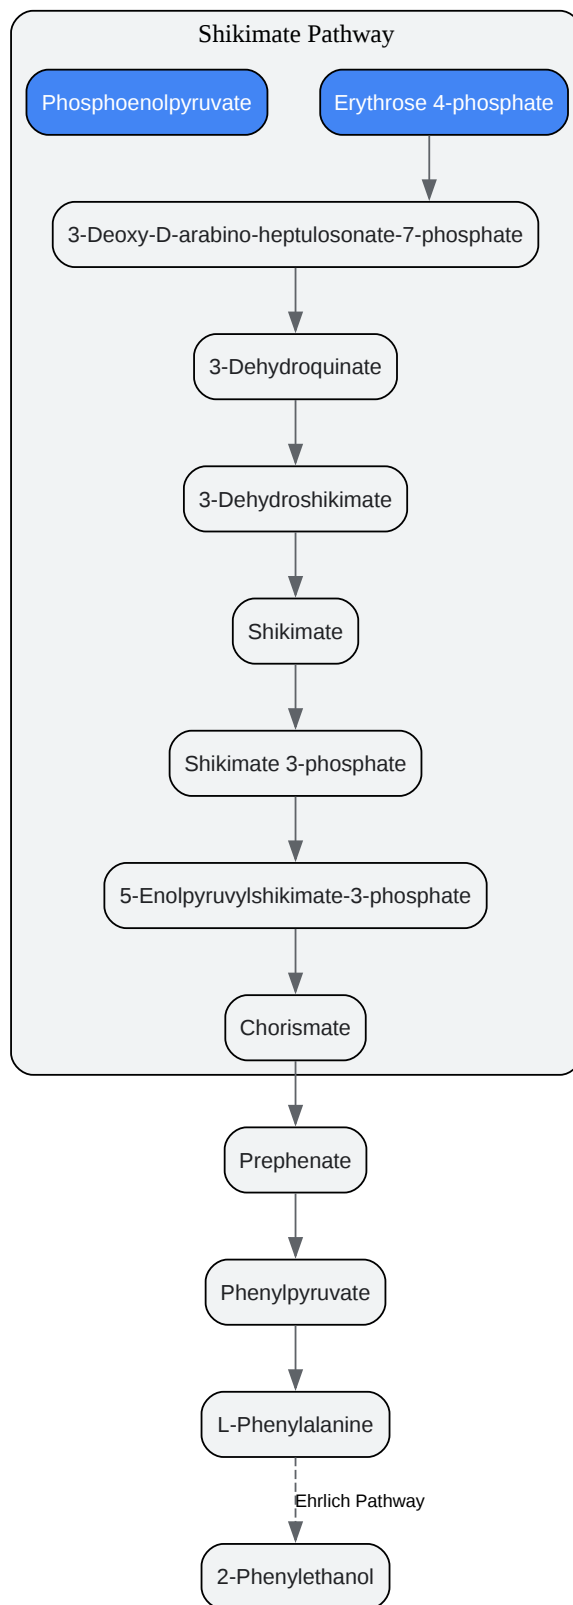 Shikimate Pathway
Phosphoenolpyruvate
Erythrose 4-phosphate
3-Deoxy-D-arabino-heptulosonate-7-phosphate
3-Dehydroquinate
3-Dehydroshikimate
Shikimate
Shikimate 3-phosphate
5-Enolpyruvylshikimate-3-phosphate
Chorismate
Prephenate
Phenylpyruvate
L-Phenylalanine
Ehrlich Pathway
2-Phenylethanol